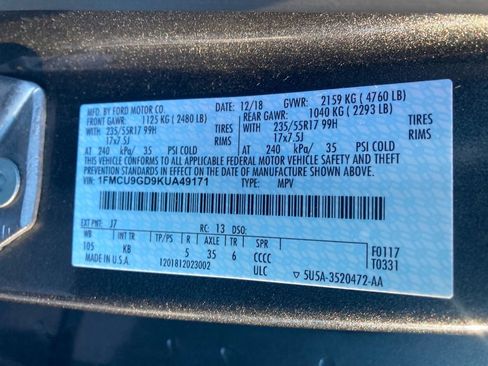 MFD. BY FORD MOTOR CO. 12/18 GVWR: 2159 KG ( 4760 LB)
FRONT GAWR: 1125 KG ( 2480 LB) REAR GAWR: 1040 KG ( 2293 LB)
WITH 235/55R17 99H TIRES WITH 235/55R17 99H TIRES
17x7.5J RIMS 17x7.5J RIMS
AT 240 kPa/ 35 PSI COLD AT 240 kPa/ 35 PSI COLD
THIS VEHICLE CONFORMS TO ALL APPLICABLE FEDERAL MOTOR VEHICLE SAFETY AND THEFT
PREVENTION STANDARDS IN EFFECT ON THE DATE OF MANUFACTURE SHOWN ABOVE.
VIN: 1FMCU9GD9KUA49171 TYPE: MPV
EXT PNT: J7 RC: 13 DSO:
WB INT TR TP/PS R AXLE TR SPR
105 KB 5 35 6 CCCC F0117
MADE IN U.S.A. 1201812023002 ULC T0331
5U5A-3520472-AA